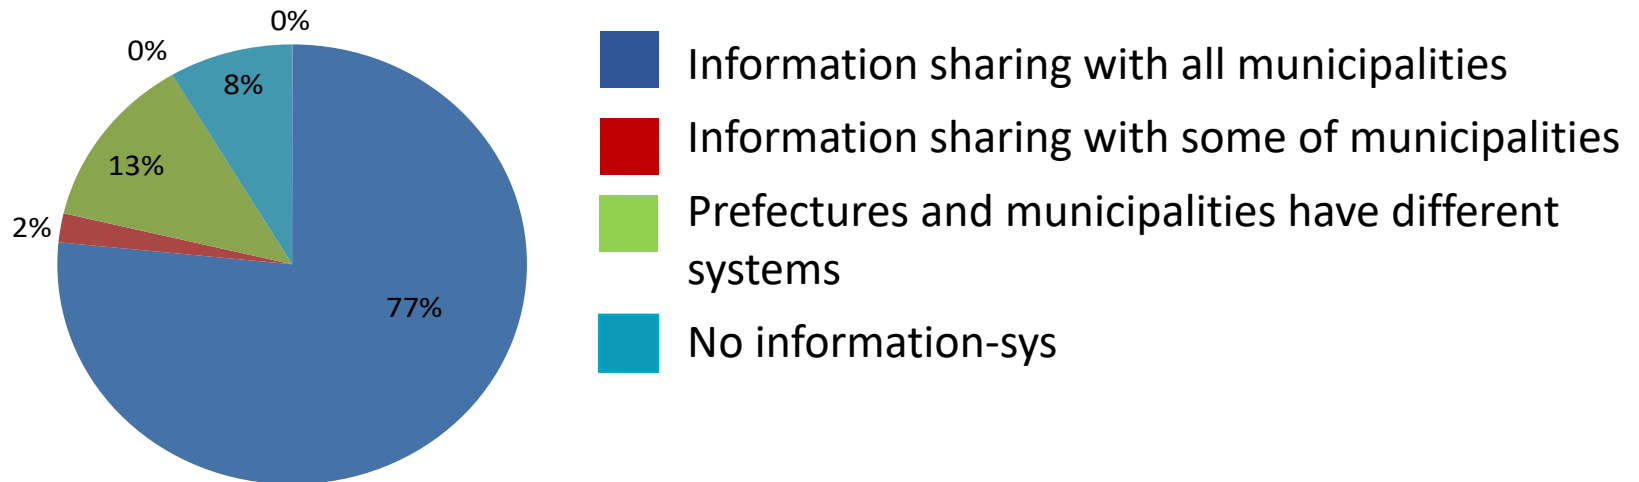 0%
0%
8%
13%
2%
77%
Information sharing with all municipalities
Information sharing with some of municipalities
Prefectures and municipalities have different
systems
No information-sys